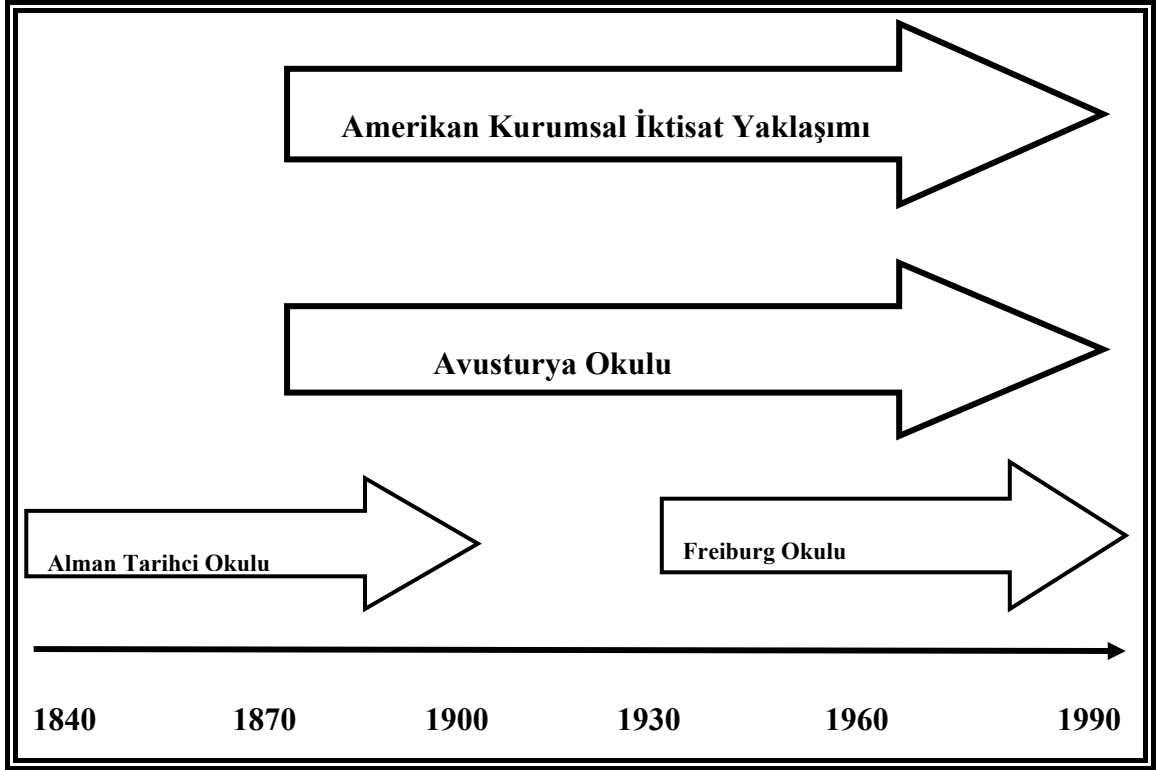 Amerikan Kurumsal İktisat Yaklaşımı
Avusturya Okulu
Alman Tarihci Okulu
Freiburg Okulu
1840 1870 1900 1930 1960 1990